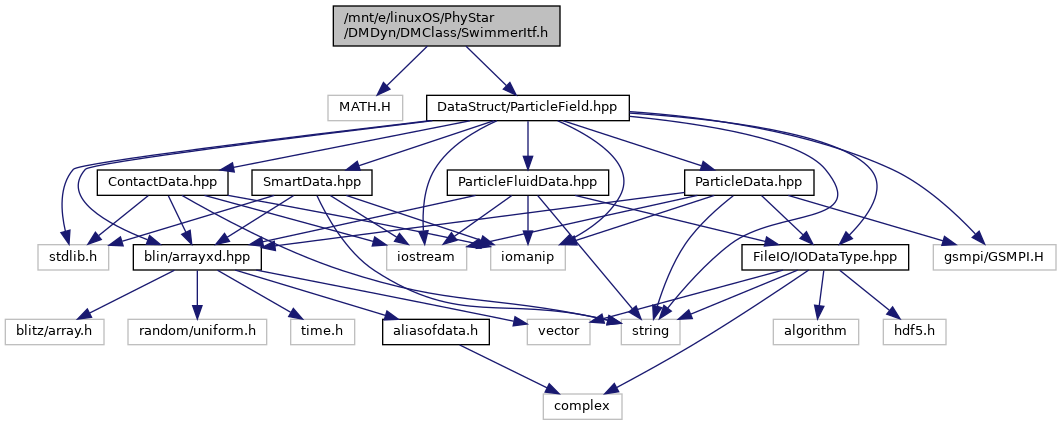 /mnt/e/linuxOS/PhyStar
/DMDyn/DMClass/SwimmerItf.h
MATH.H
DataStruct/ParticleField.hpp
ContactData.hpp
SmartData.hpp
ParticleFluidData.hpp
ParticleData.hpp
stdlib.h
blin/arrayxd.hpp
iostream
iomanip
FileIO/IODataType.hpp
gsmpi/GSMPI.H
blitz/array.h
random/uniform.h
time.h
aliasofdata.h
vector
string
algorithm
hdf5.h
complex